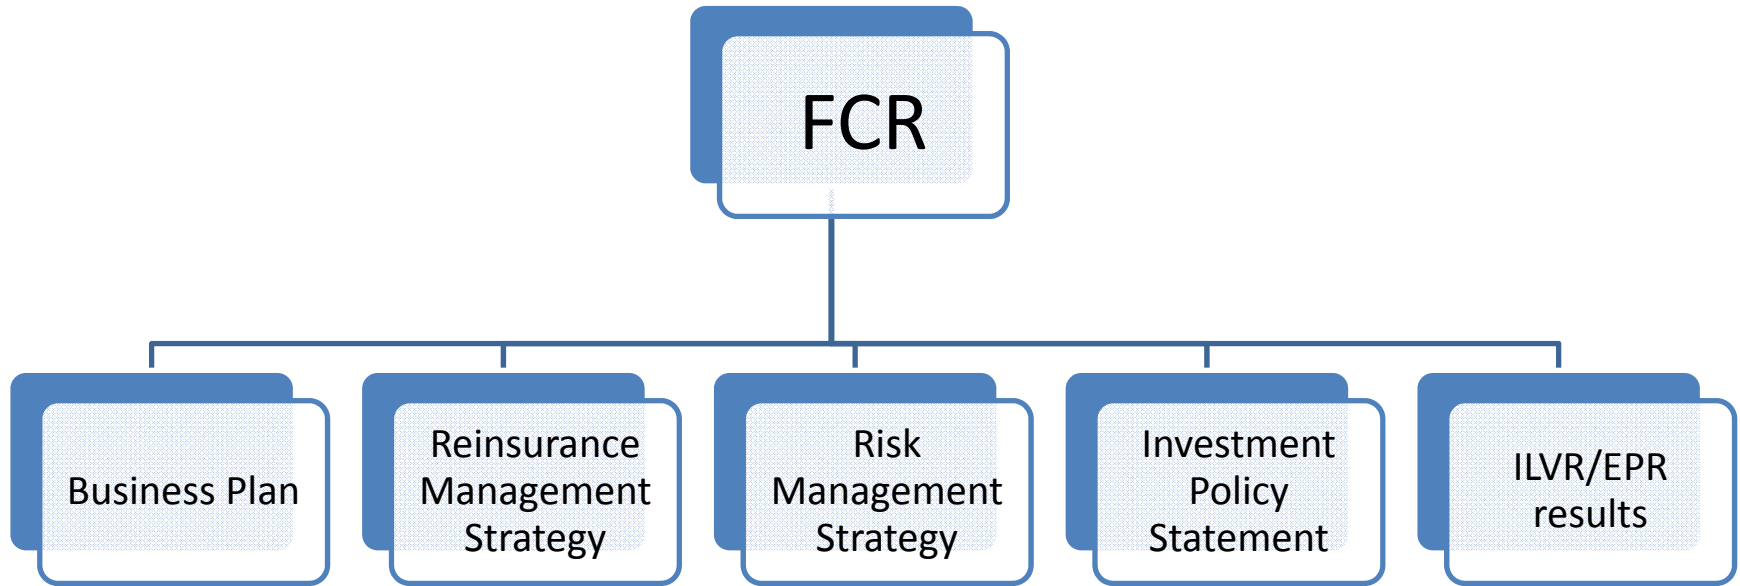 FCR
Business Plan
Reinsurance
Management
Strategy
Risk
Management
Strategy
Investment
Policy
Statement
ILVR/EPR
results